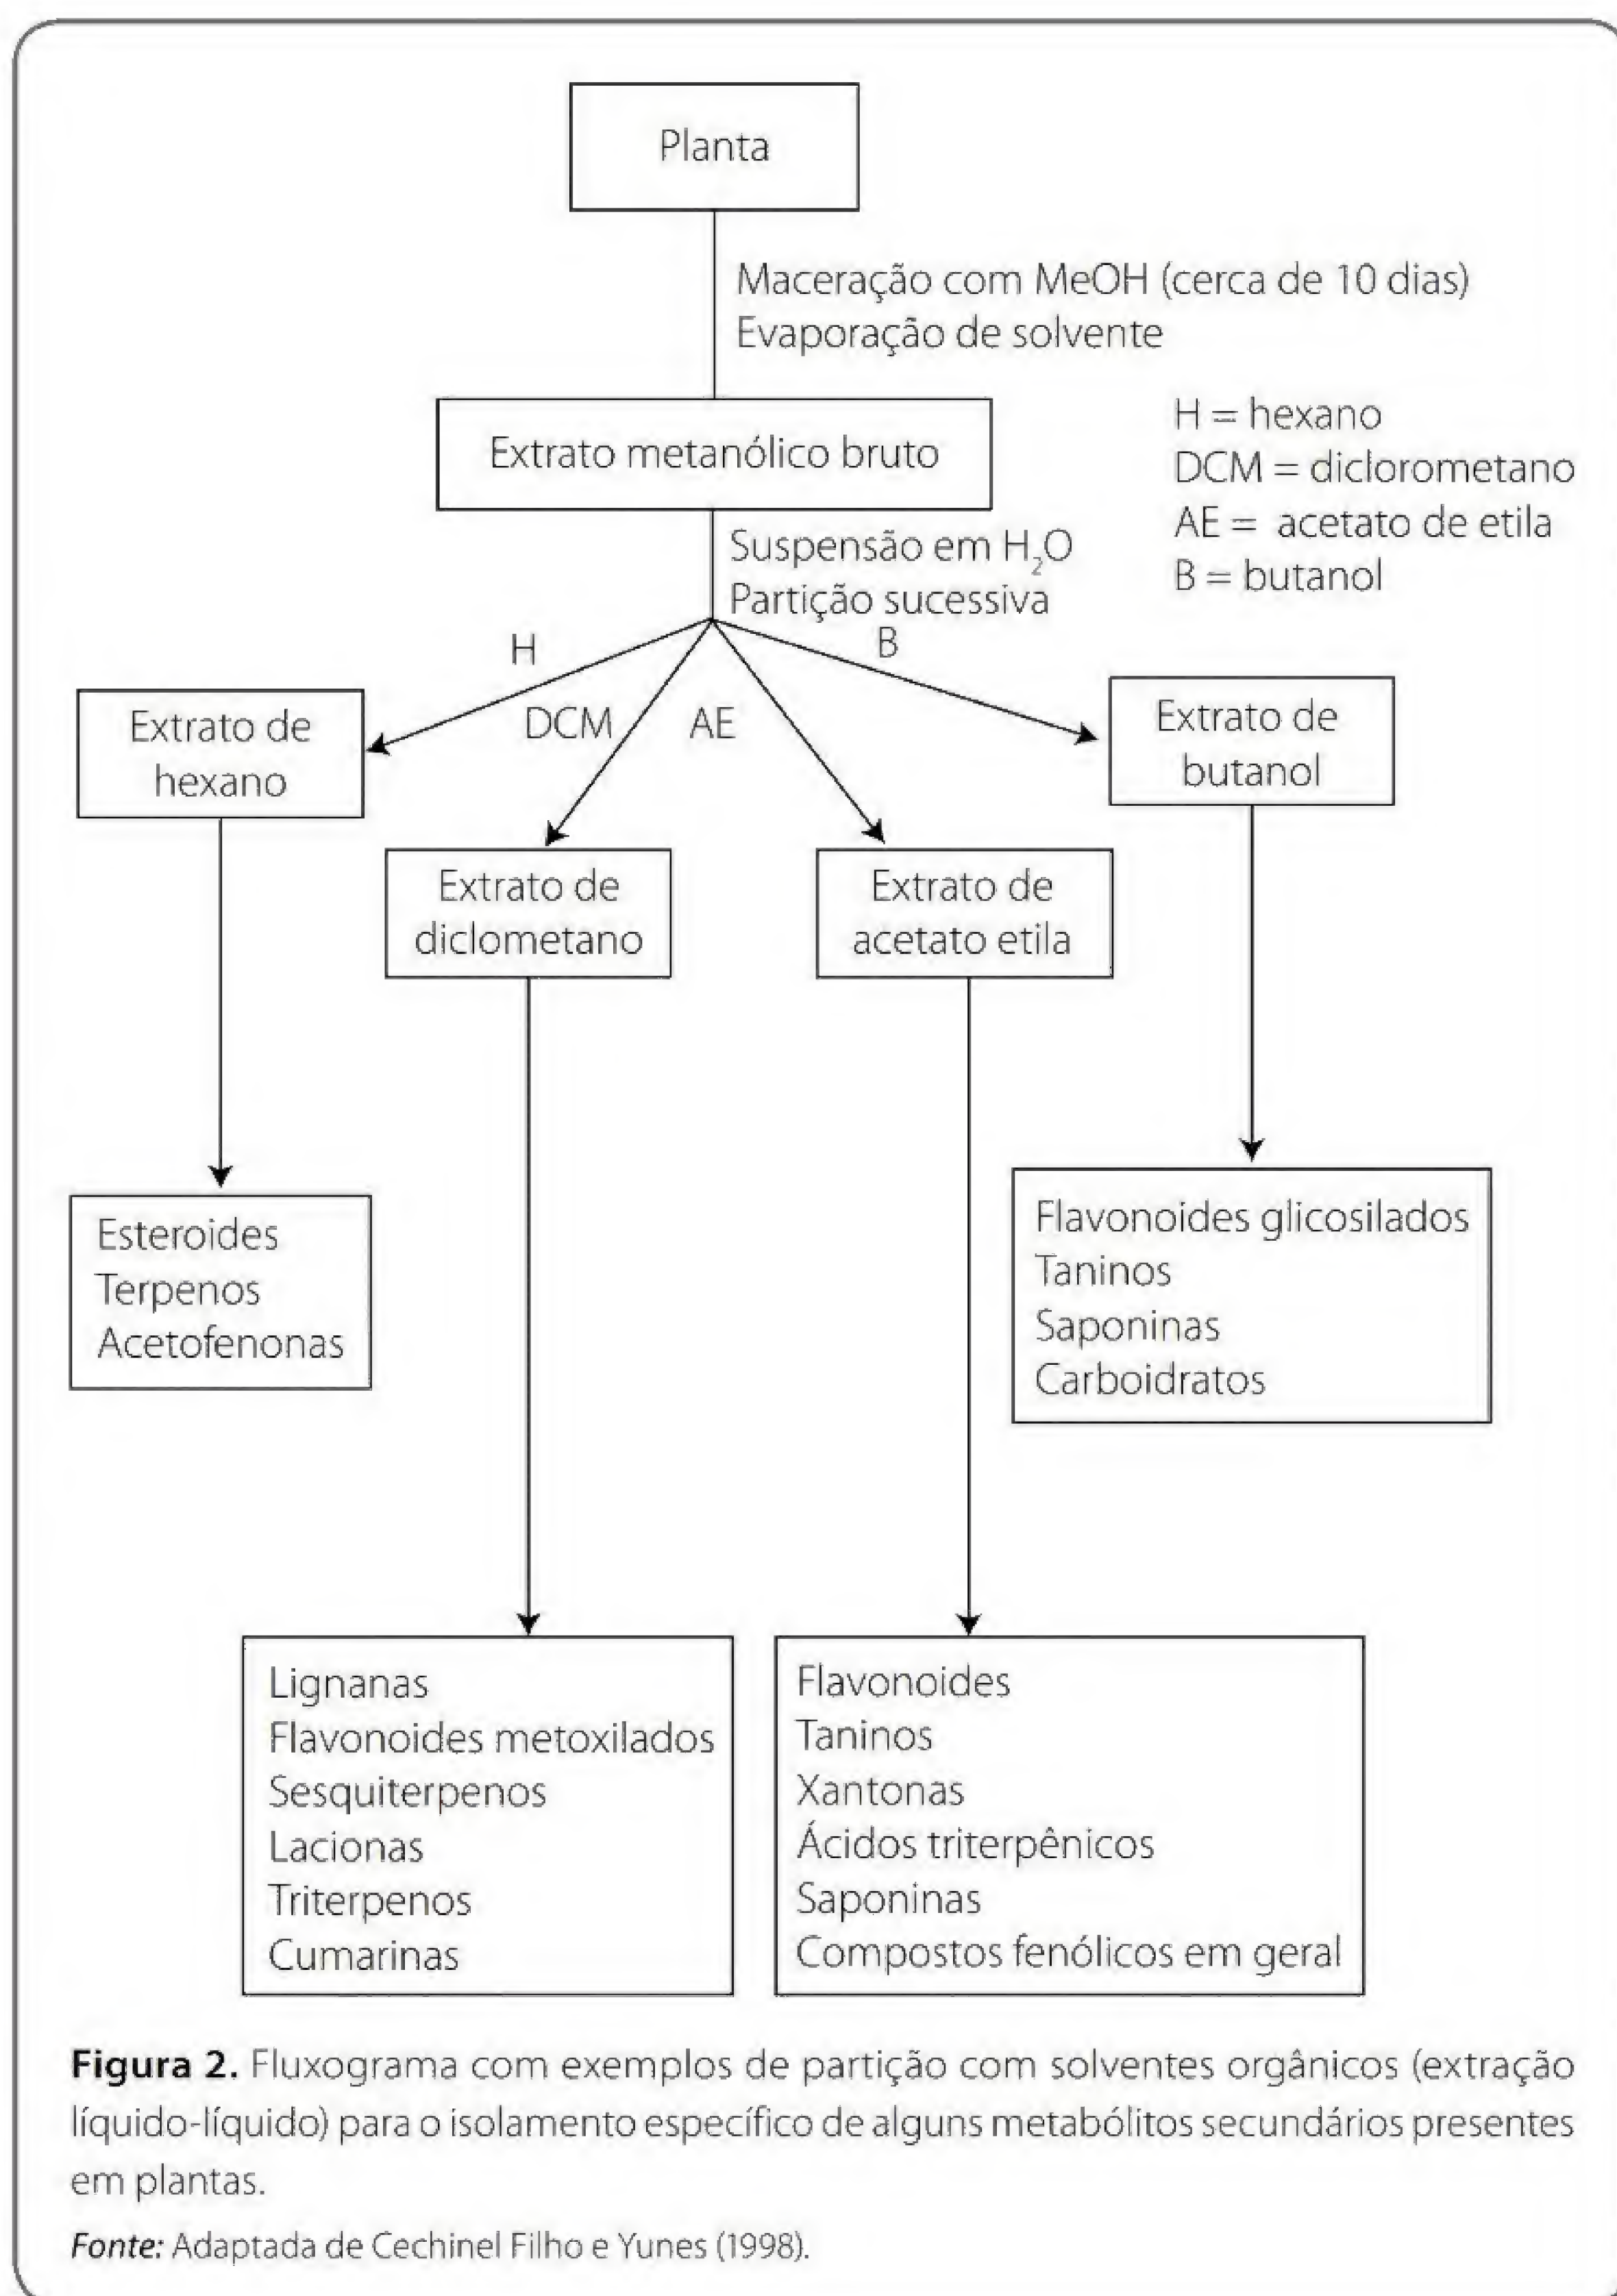 Planta
Maceração com MeOH (cerca de 10 dias)
Evaporação de solvente
Extrato metanólico bruto
H = hexano
DCM = diclorometano
AE = acetato de etila
B = butanol
Suspensão em H₂O
Partição sucessiva
H
DCM
AE
B
Extrato de
hexano
Extrato de
diclometano
Extrato de
acetato etila
Extrato de
butanol
Esteroides
Terpenos
Acetofenonas
Flavonoides glicosilados
Taninos
Saponinas
Carboidratos
Lignanas
Flavonoides metoxilados
Sesquiterpenos
Lacionas
Triterpenos
Cumarinas
Flavonoides
Taninos
Xantonas
Ácidos triterpênicos
Saponinas
Compostos fenólicos em geral
Figura 2. Fluxograma com exemplos de partição com solventes orgânicos (extração
líquido-líquido) para o isolamento específico de alguns metabólitos secundários presentes
em plantas.
Fonte: Adaptada de Cechinel Filho e Yunes (1998).